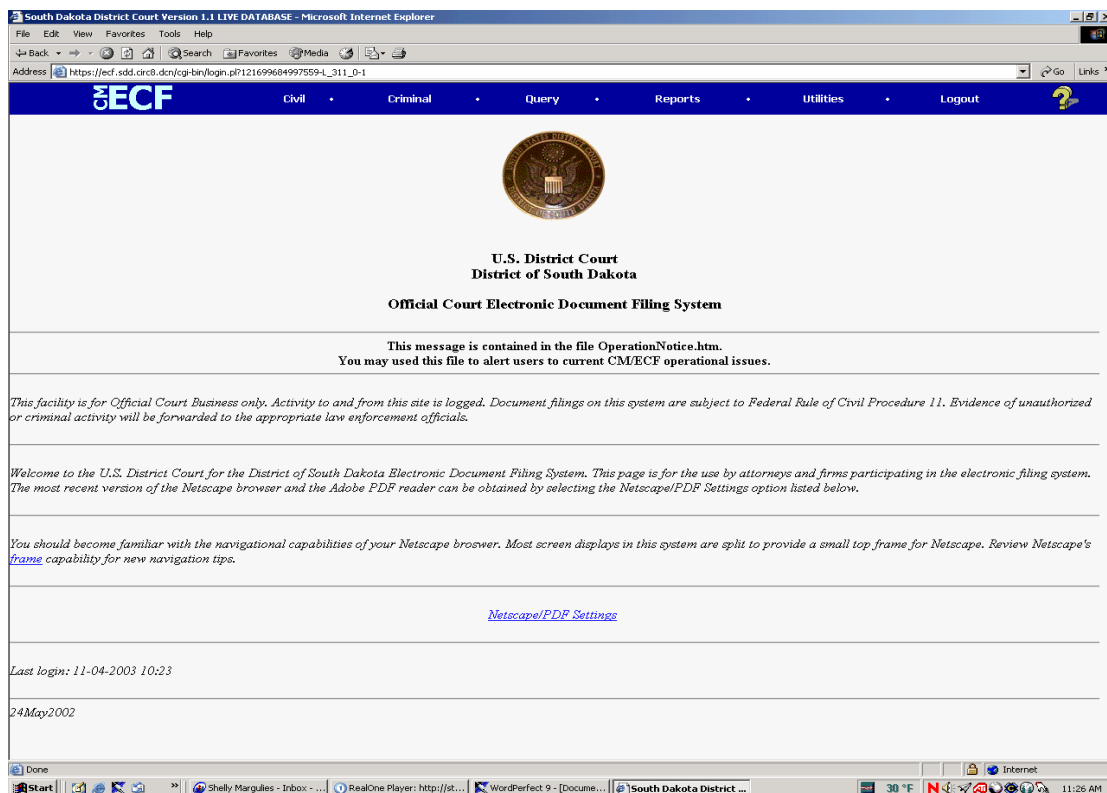 South Dakota District Court Version 1.1 LIVE DATABASE - Microsoft Internet Explorer
File Edit View Favorites Tools Help
Back Search Favorites Media
Address https://ecf.sdd.circ8.dcn/cgi-bin/login.pl?121699684997559-L_311_0-1 Go Links »
CM ECF Civil • Criminal • Query • Reports • Utilities • Logout ?
UNITED STATES DISTRICT COURT DISTRICT OF SOUTH DAKOTA
U.S. District Court
District of South Dakota
Official Court Electronic Document Filing System
This message is contained in the file OperationNotice.htm.
You may used this file to alert users to current CM/ECF operational issues.
This facility is for Official Court Business only. Activity to and from this site is logged. Document filings on this system are subject to Federal Rule of Civil Procedure 11. Evidence of unauthorized
or criminal activity will be forwarded to the appropriate law enforcement officials.
Welcome to the U.S. District Court for the District of South Dakota Electronic Document Filing System. This page is for the use by attorneys and firms participating in the electronic filing system.
The most recent version of the Netscape browser and the Adobe PDF reader can be obtained by selecting the Netscape/PDF Settings option listed below.
You should become familiar with the navigational capabilities of your Netscape broswer. Most screen displays in this system are split to provide a small top frame for Netscape. Review Netscape's
frame capability for new navigation tips.
Netscape/PDF Settings
Last login: 11-04-2003 10:23
24May2002
Done Internet
Start » Shelly Margulies - Inbox - ... RealOne Player: http://st... WordPerfect 9 - [Docume... South Dakota District ... 30 °F N 11:26 AM